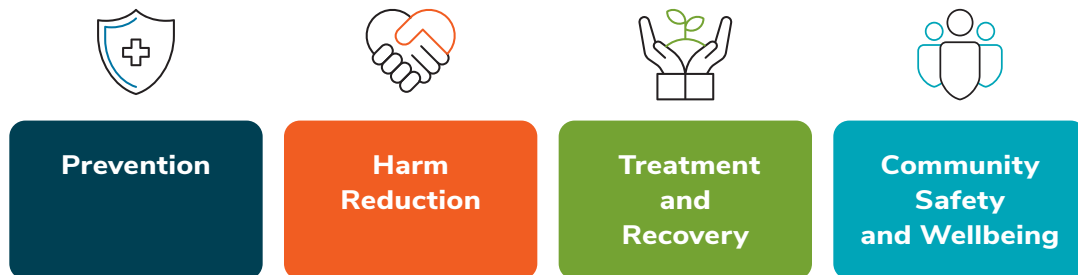 Prevention
Harm
Reduction
Treatment
and
Recovery
Community
Safety
and Wellbeing